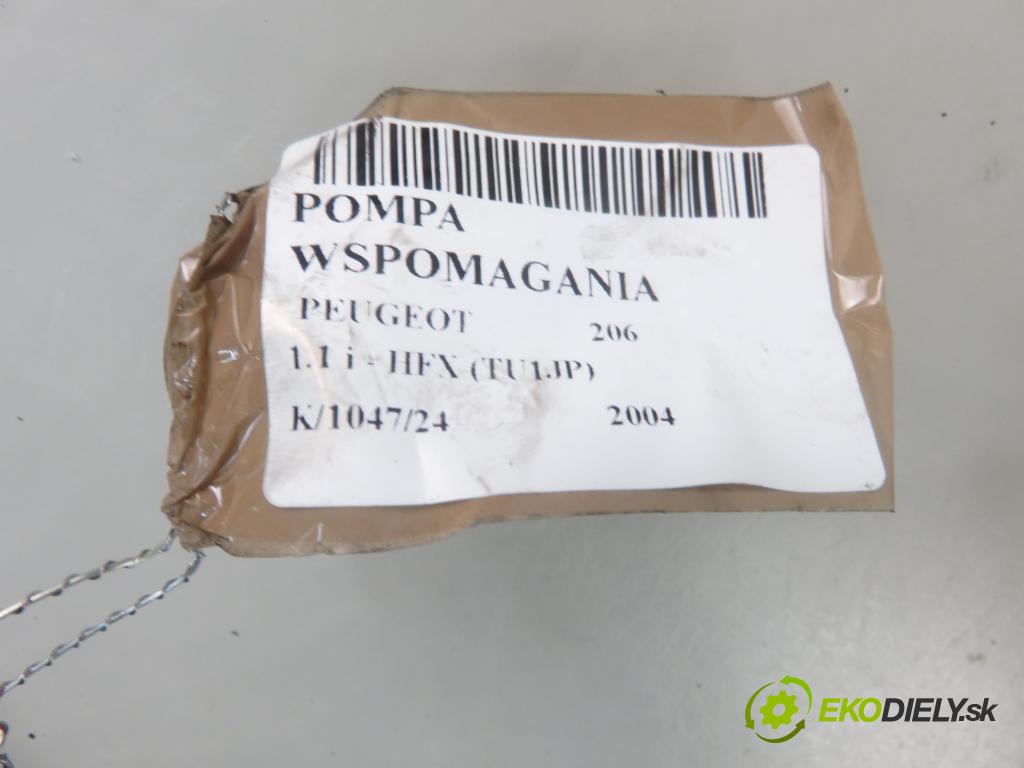 POMPA
WSPOMAGANIA
PEUGEOT 206
1.1 i - HFX (TU1JP)
K/1047/24 2004
EKODIELY.sk